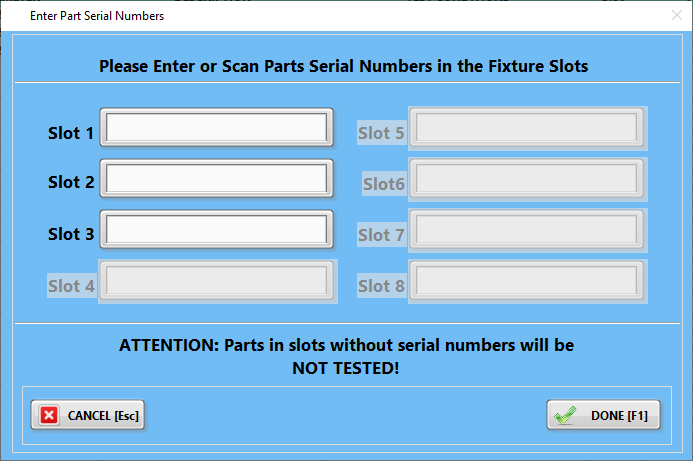 Enter Part Serial Numbers
Please Enter or Scan Parts Serial Numbers in the Fixture Slots
Slot 1
Slot 2
Slot 3
Slot 4
Slot 5
Slot6
Slot 7
Slot 8
ATTENTION: Parts in slots without serial numbers will be
NOT TESTED!
CANCEL [Esc]
DONE [F1]